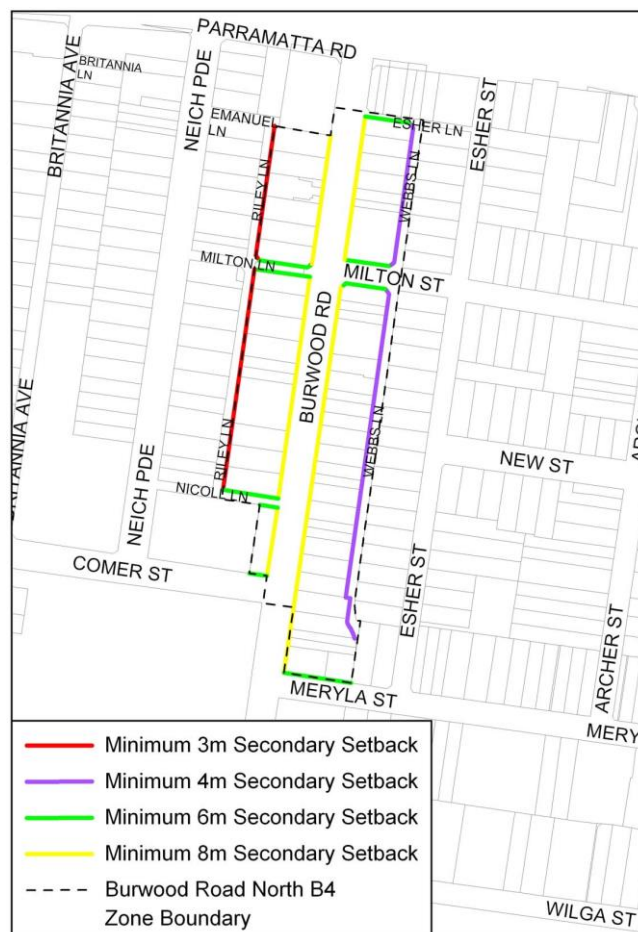 PARRAMATTA RD
BRITANNIA AVE
BRITANNIA
LN
NEICH PDE
EMANUEL
LN
ESHER LN
ESHER ST
RILEY LN
WEBBS LN
MILTON LN
MILTON ST
BURWOOD RD
RILEY LN
WEBBS LN
NEW ST
NICOLL LN
NEICH PDE
COMER ST
ESHER ST
ARCHER ST
MERYLA ST
MERY
Minimum 3m Secondary Setback
Minimum 4m Secondary Setback
Minimum 6m Secondary Setback
Minimum 8m Secondary Setback
Burwood Road North B4
Zone Boundary
WILGA ST